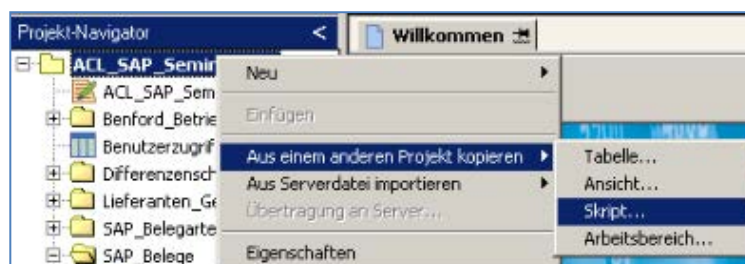 Projekt-Navigator <
Willkommen
ACL_SAP_Semin
ACL_SAP_Sem
Benford_Betrie
Benutzerzugrif
Differenzensch
Lieferanten_Ge
SAP_Belegarte
SAP_Belege
Neu
Einfügen
Aus einem anderen Projekt kopieren
Aus Serverdatei importieren
Übertragung an Server...
Eigenschaften
Tabelle...
Ansicht...
Skript...
Arbeitsbereich...